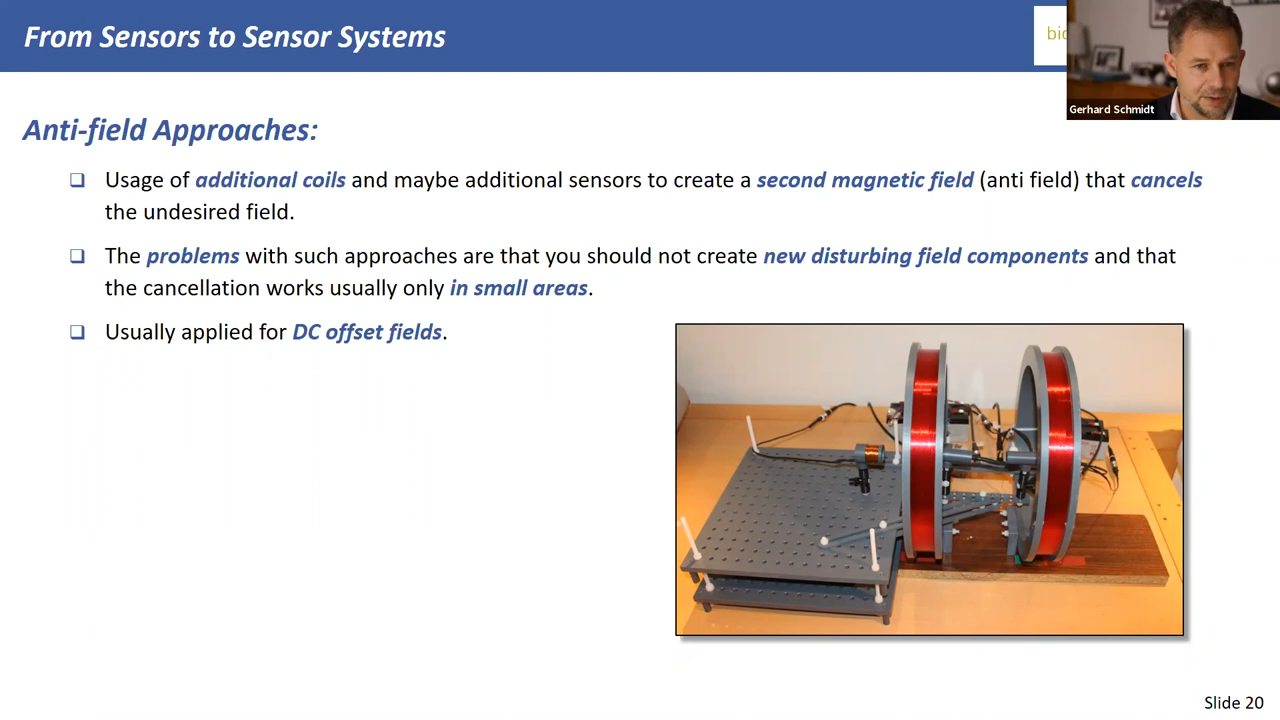 From Sensors to Sensor Systems
bio
Gerhard Schmidt
Anti-field Approaches:
Usage of additional coils and maybe additional sensors to create a second magnetic field (anti field) that cancels
the undesired field.
The problems with such approaches are that you should not create new disturbing field components and that
the cancellation works usually only in small areas.
Usually applied for DC offset fields.
Slide 20